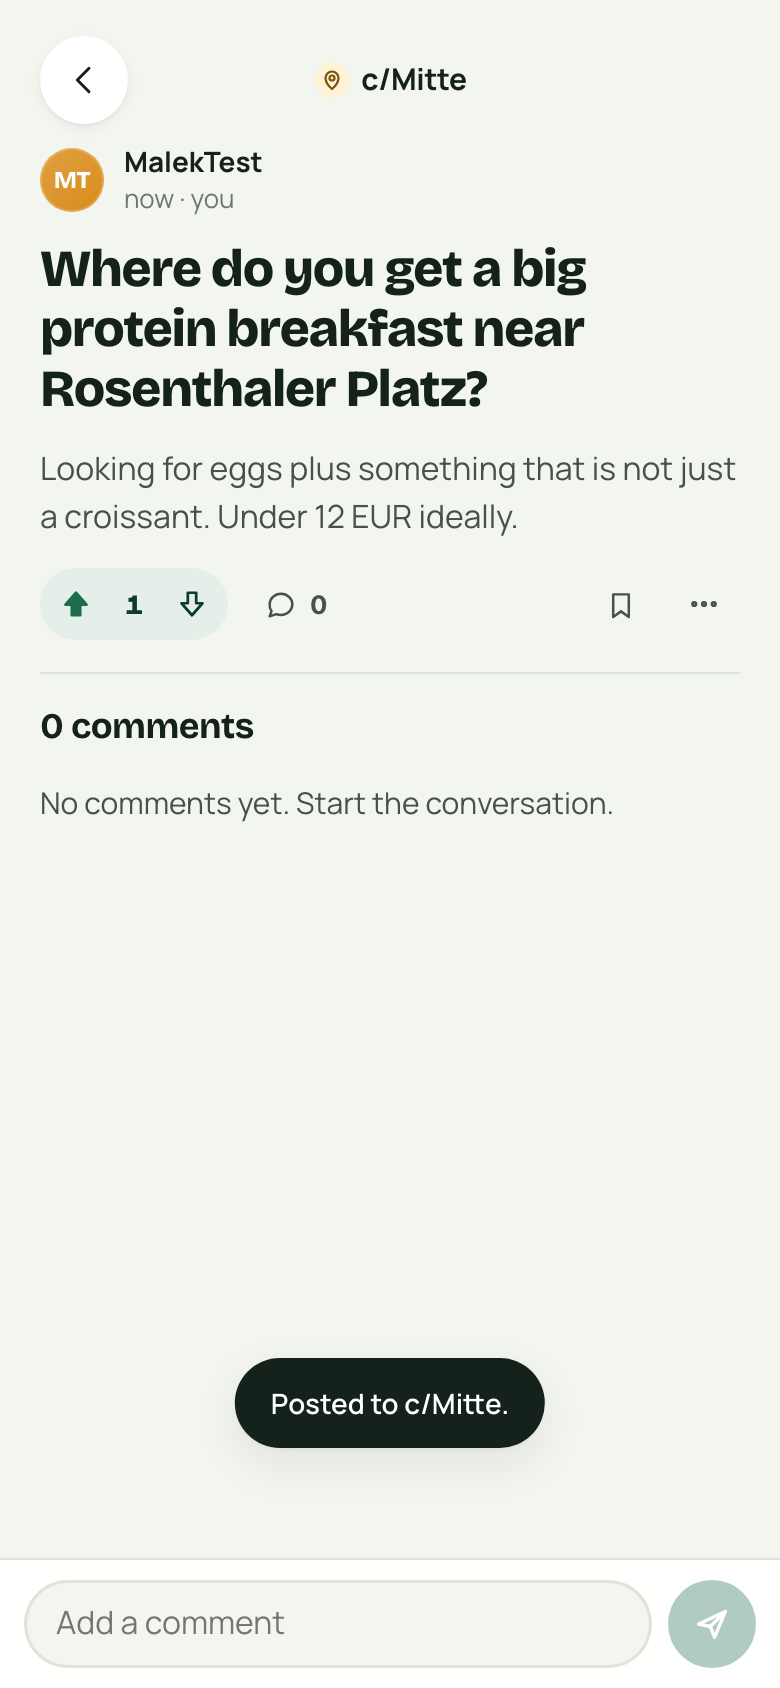 c/Mitte
MT
MalekTest
now · you
Where do you get a big
protein breakfast near
Rosenthaler Platz?
Looking for eggs plus something that is not just
a croissant. Under 12 EUR ideally.
1
0
0 comments
No comments yet. Start the conversation.
Posted to c/Mitte.
Add a comment